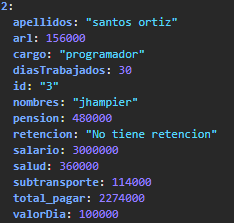 2:
apellidos: "santos ortiz"
arl: 156000
cargo: "programador"
diasTrabajados: 30
id: "3"
nombres: "jhampier"
pension: 480000
retencion: "No tiene retencion"
salario: 3000000
salud: 360000
subtransporte: 114000
total_pagar: 2274000
valorDia: 100000